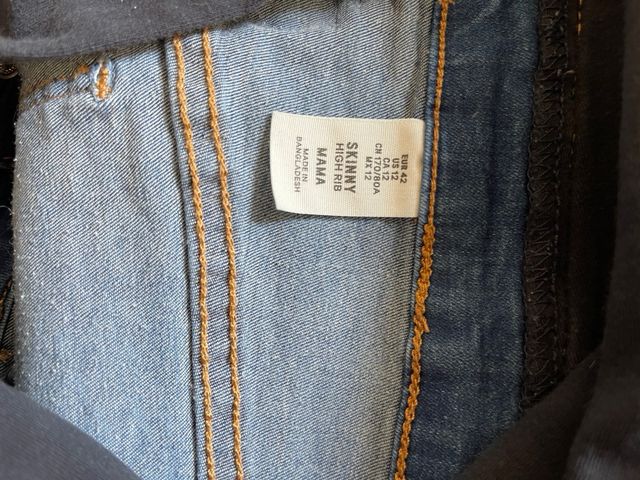 EUR 42
US 12
CA 12
CN 170/80A
MX 12
SKINNY
HIGH RIB
MAMA
MADE IN
BANGLADESH